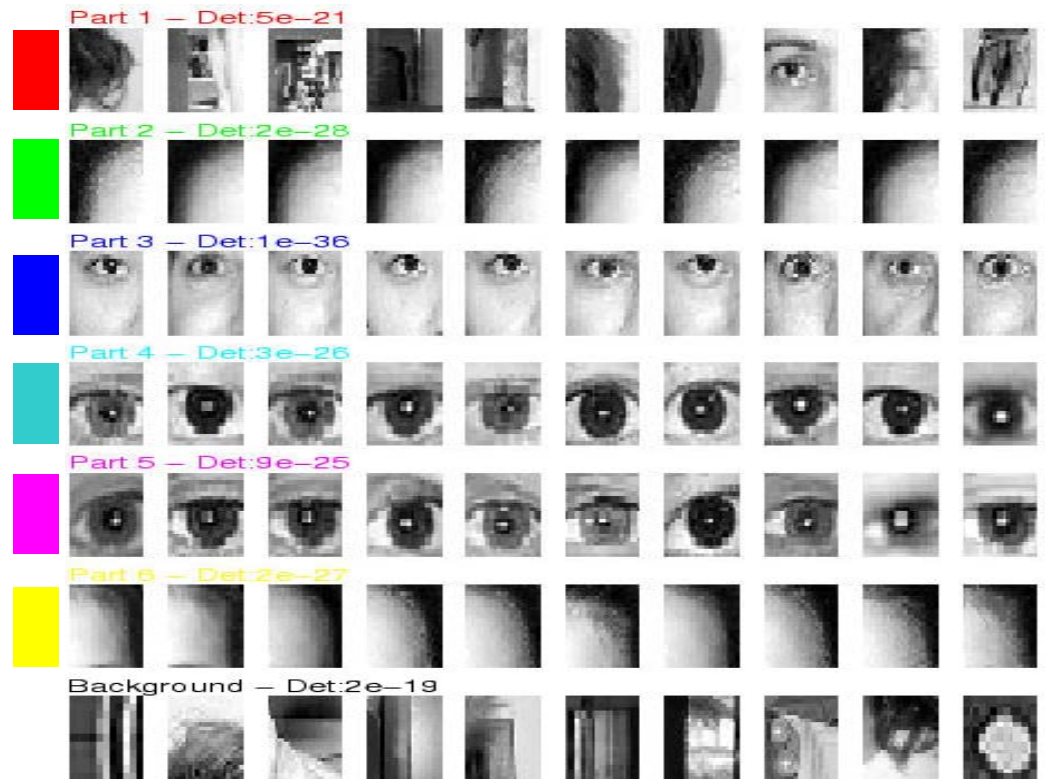 Part 1 – Det:5e–21
Part 2 – Det:2e–28
Part 3 – Det:1e–36
Part 4 – Det:3e–26
Part 5 – Det:9e–25
Part 6 – Det:2e–27
Background – Det:2e–19